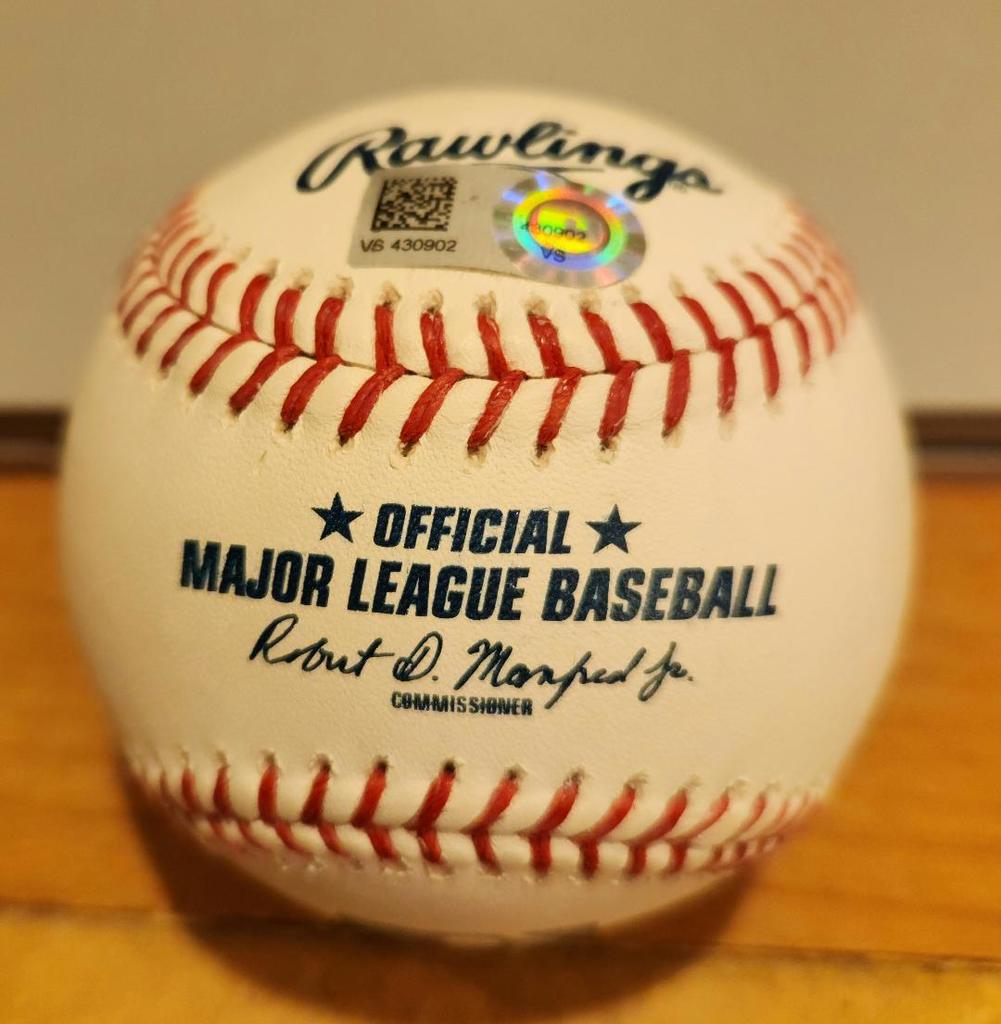 Rawlings
VS 430902
430902
VS
OFFICIAL
MAJOR LEAGUE BASEBALL
Robert D. Manfred Jr.
COMMISSIONER